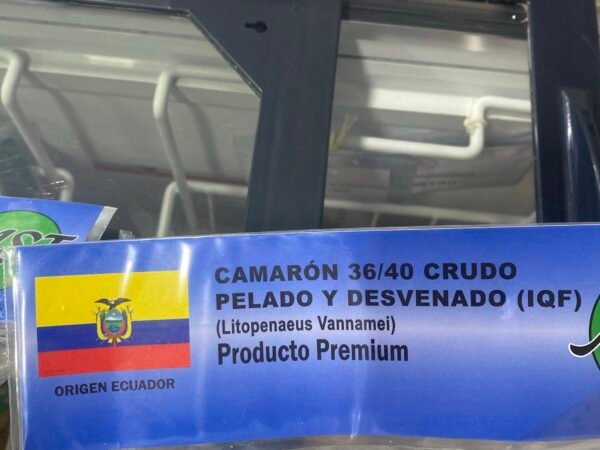 CAMARÓN 36/40 CRUDO
PELADO Y DESVENADO (IQF)
(Litopenaeus Vannamei)
Producto Premium
ORIGEN ECUADOR